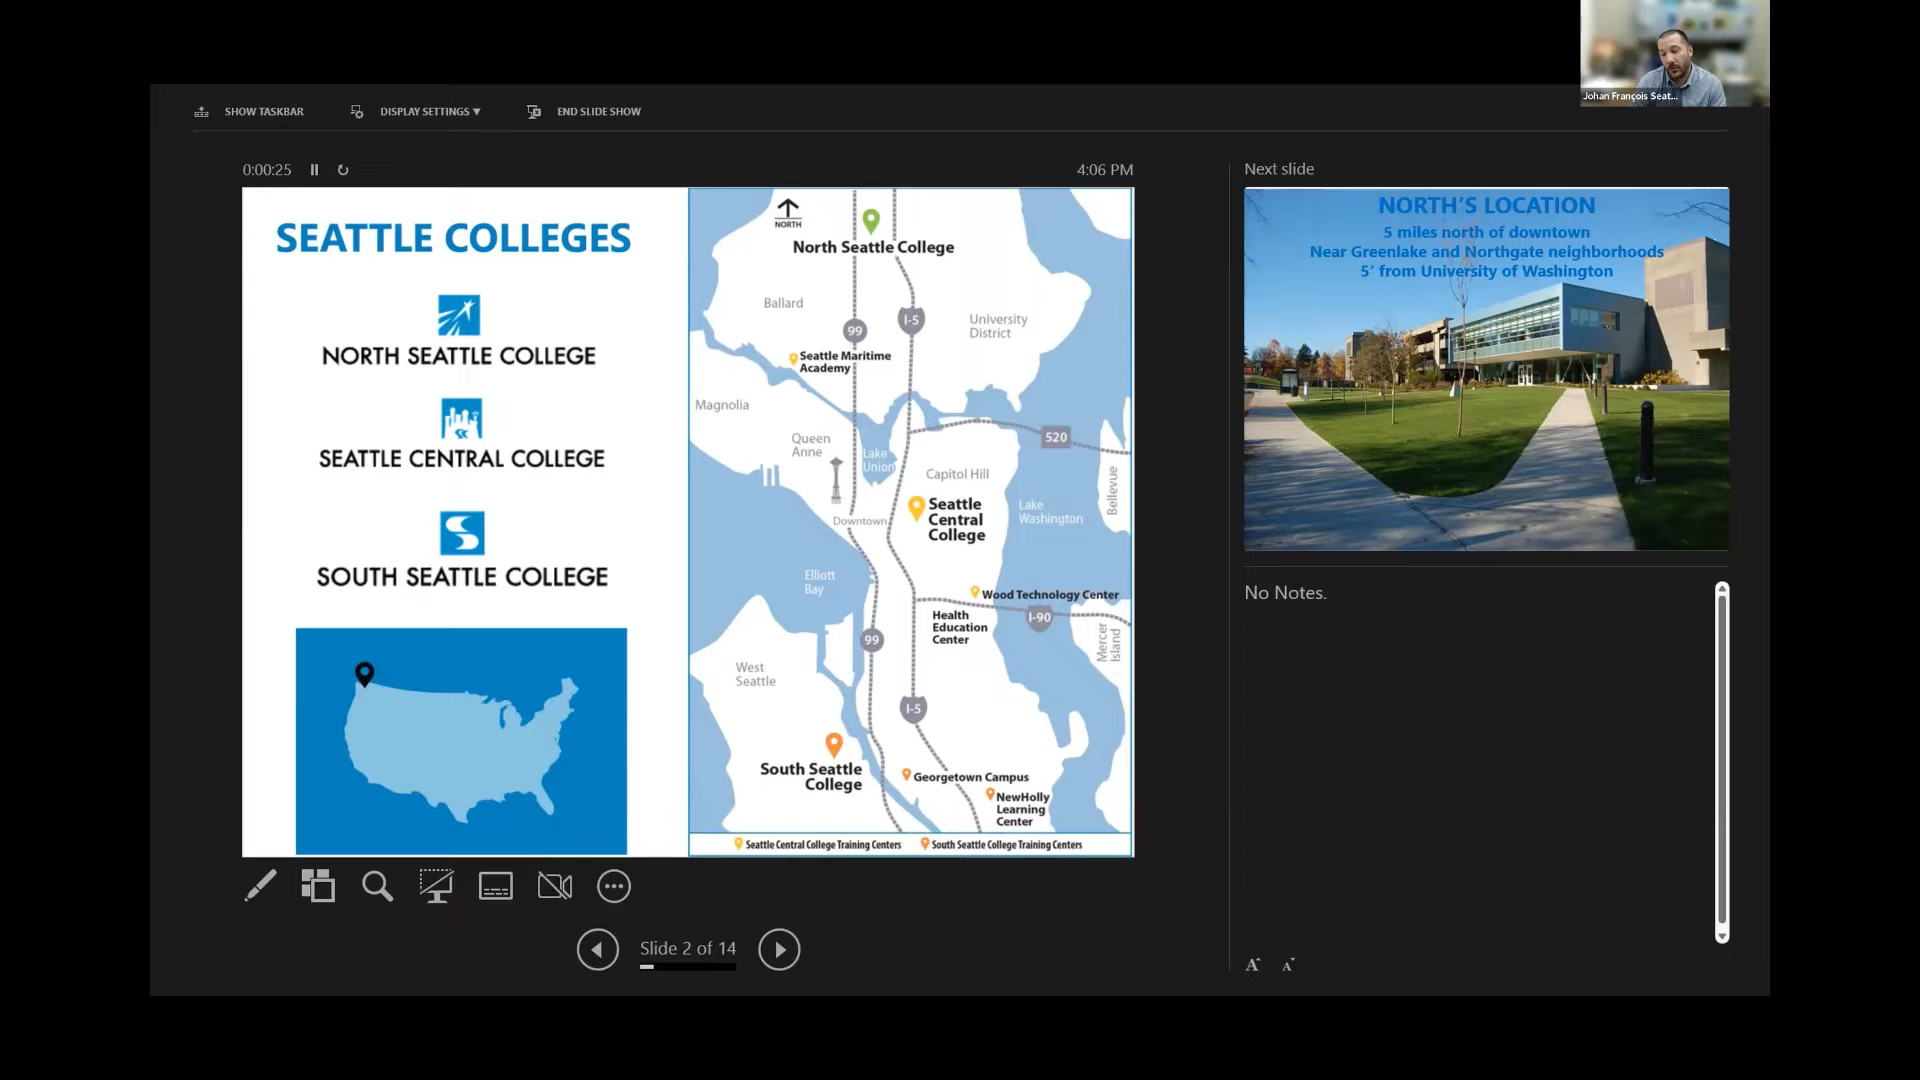 Johan François Seat...
SHOW TASKBAR
DISPLAY SETTINGS ▾
END SLIDE SHOW
0:00:25
4:06 PM
SEATTLE COLLEGES
NORTH SEATTLE COLLEGE
SEATTLE CENTRAL COLLEGE
SOUTH SEATTLE COLLEGE
NORTH
North Seattle College
Ballard
99
I-5
University
District
Seattle Maritime
Academy
Magnolia
Queen
Anne
Lake
Union
520
Capitol Hill
Bellevue
Seattle
Central
College
Lake
Washington
Downtown
Elliott
Bay
Wood Technology Center
Health
Education
Center
I-90
99
Mercer
Island
West
Seattle
I-5
South Seattle
College
Georgetown Campus
NewHolly
Learning
Center
Seattle Central College Training Centers
South Seattle College Training Centers
Slide 2 of 14
Next slide
NORTH'S LOCATION
5 miles north of downtown
Near Greenlake and Northgate neighborhoods
5' from University of Washington
No Notes.
A A